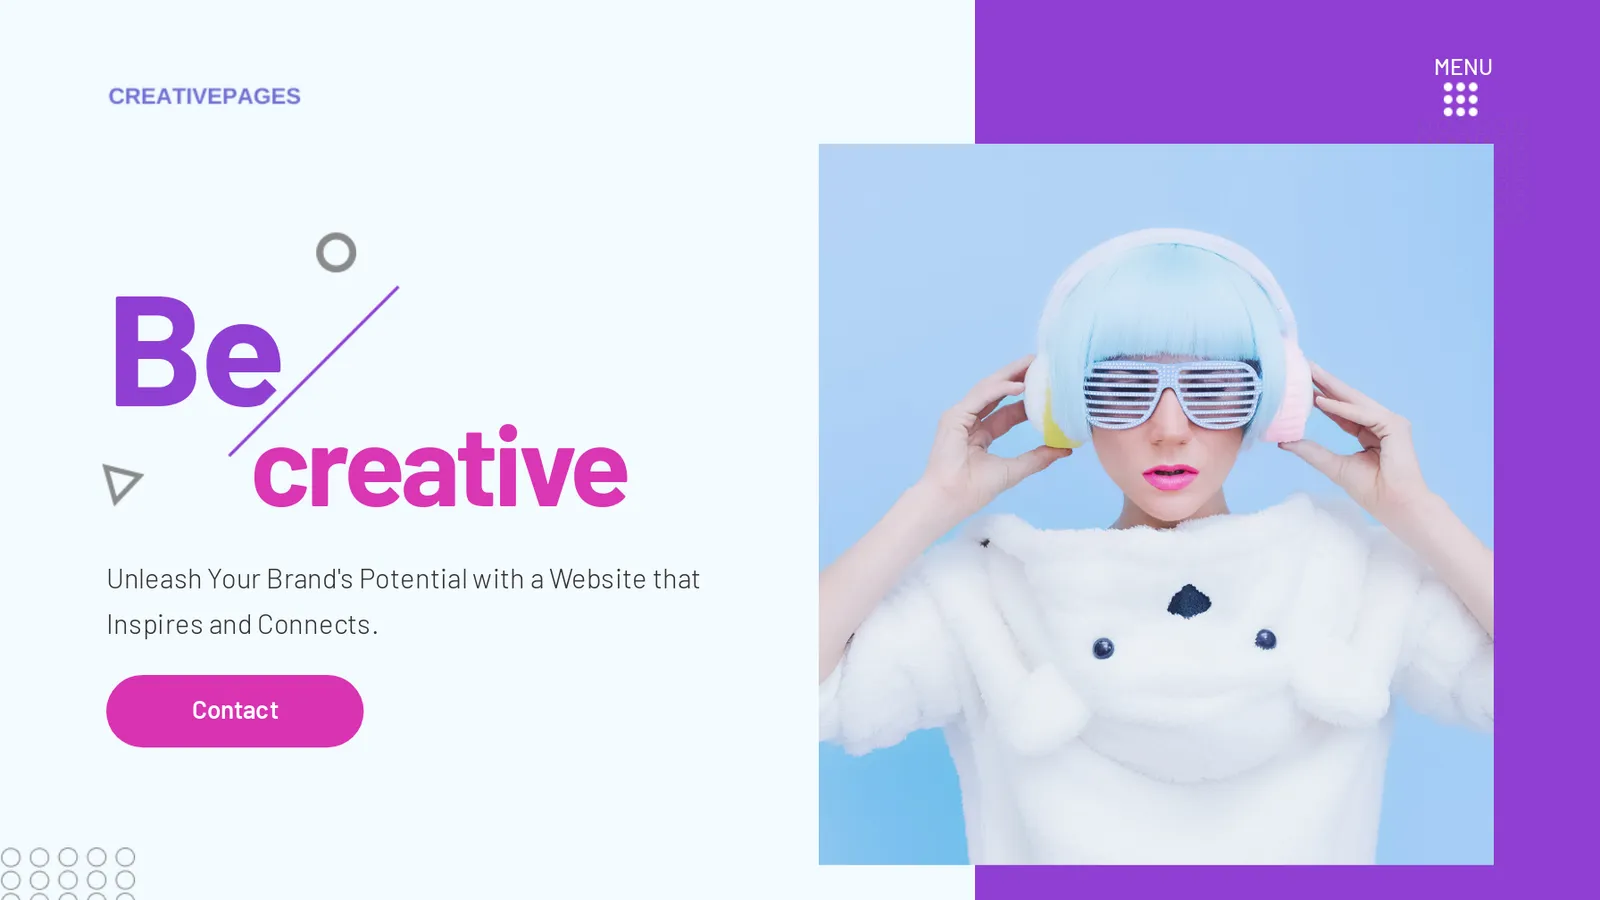 CREATIVEPAGES
MENU
Be
creative
Unleash Your Brand's Potential with a Website that
Inspires and Connects.
Contact